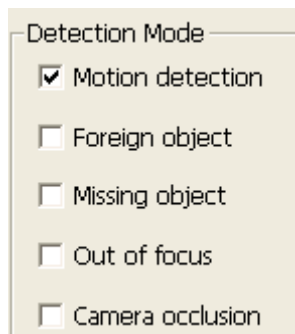 Detection Mode
Motion detection
Foreign object
Missing object
Out of focus
Camera occlusion